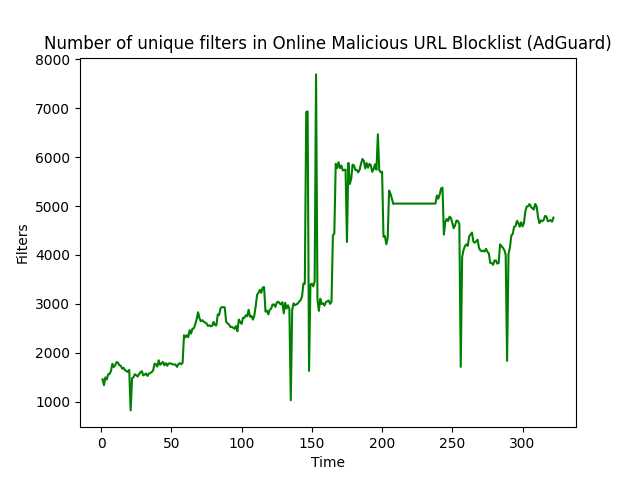 Number of unique filters in Online Malicious URL Blocklist (AdGuard)
8000
7000
6000
5000
4000
3000
2000
1000
Filters
0 50 100 150 200 250 300
Time